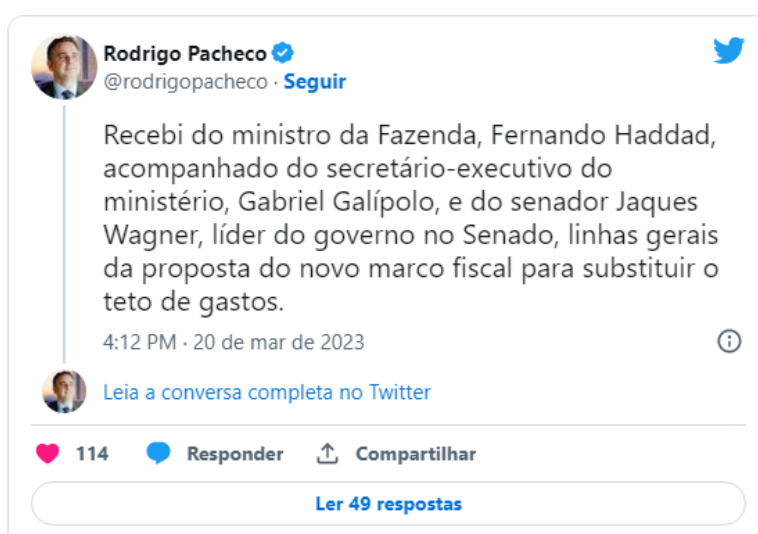 Rodrigo Pacheco
@rodrigopacheco · Seguir
Recebi do ministro da Fazenda, Fernando Haddad,
acompanhado do secretário-executivo do
ministério, Gabriel Galípolo, e do senador Jaques
Wagner, líder do governo no Senado, linhas gerais
da proposta do novo marco fiscal para substituir o
teto de gastos.
4:12 PM · 20 de mar de 2023
Leia a conversa completa no Twitter
114 Responder Compartilhar
Ler 49 respostas